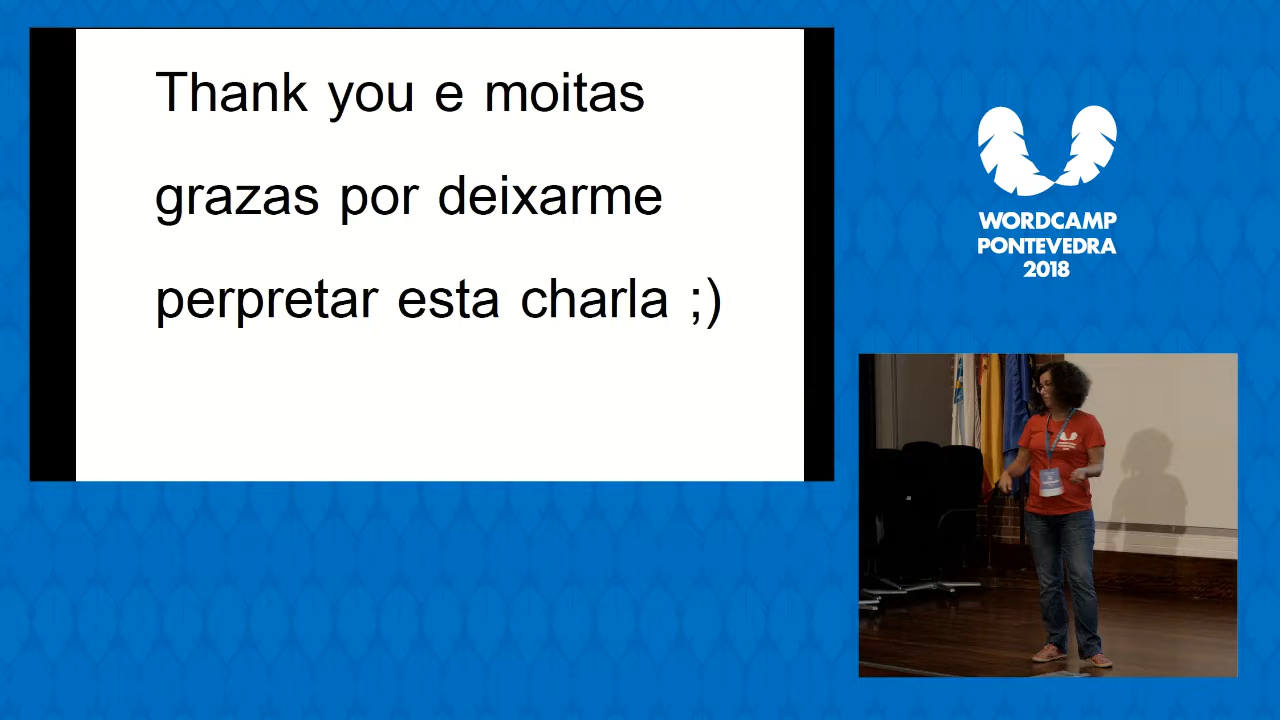 Thank you e moitas
grazas por deixarme
perpretar esta charla ;)
WORDCAMP
PONTEVEDRA
2018